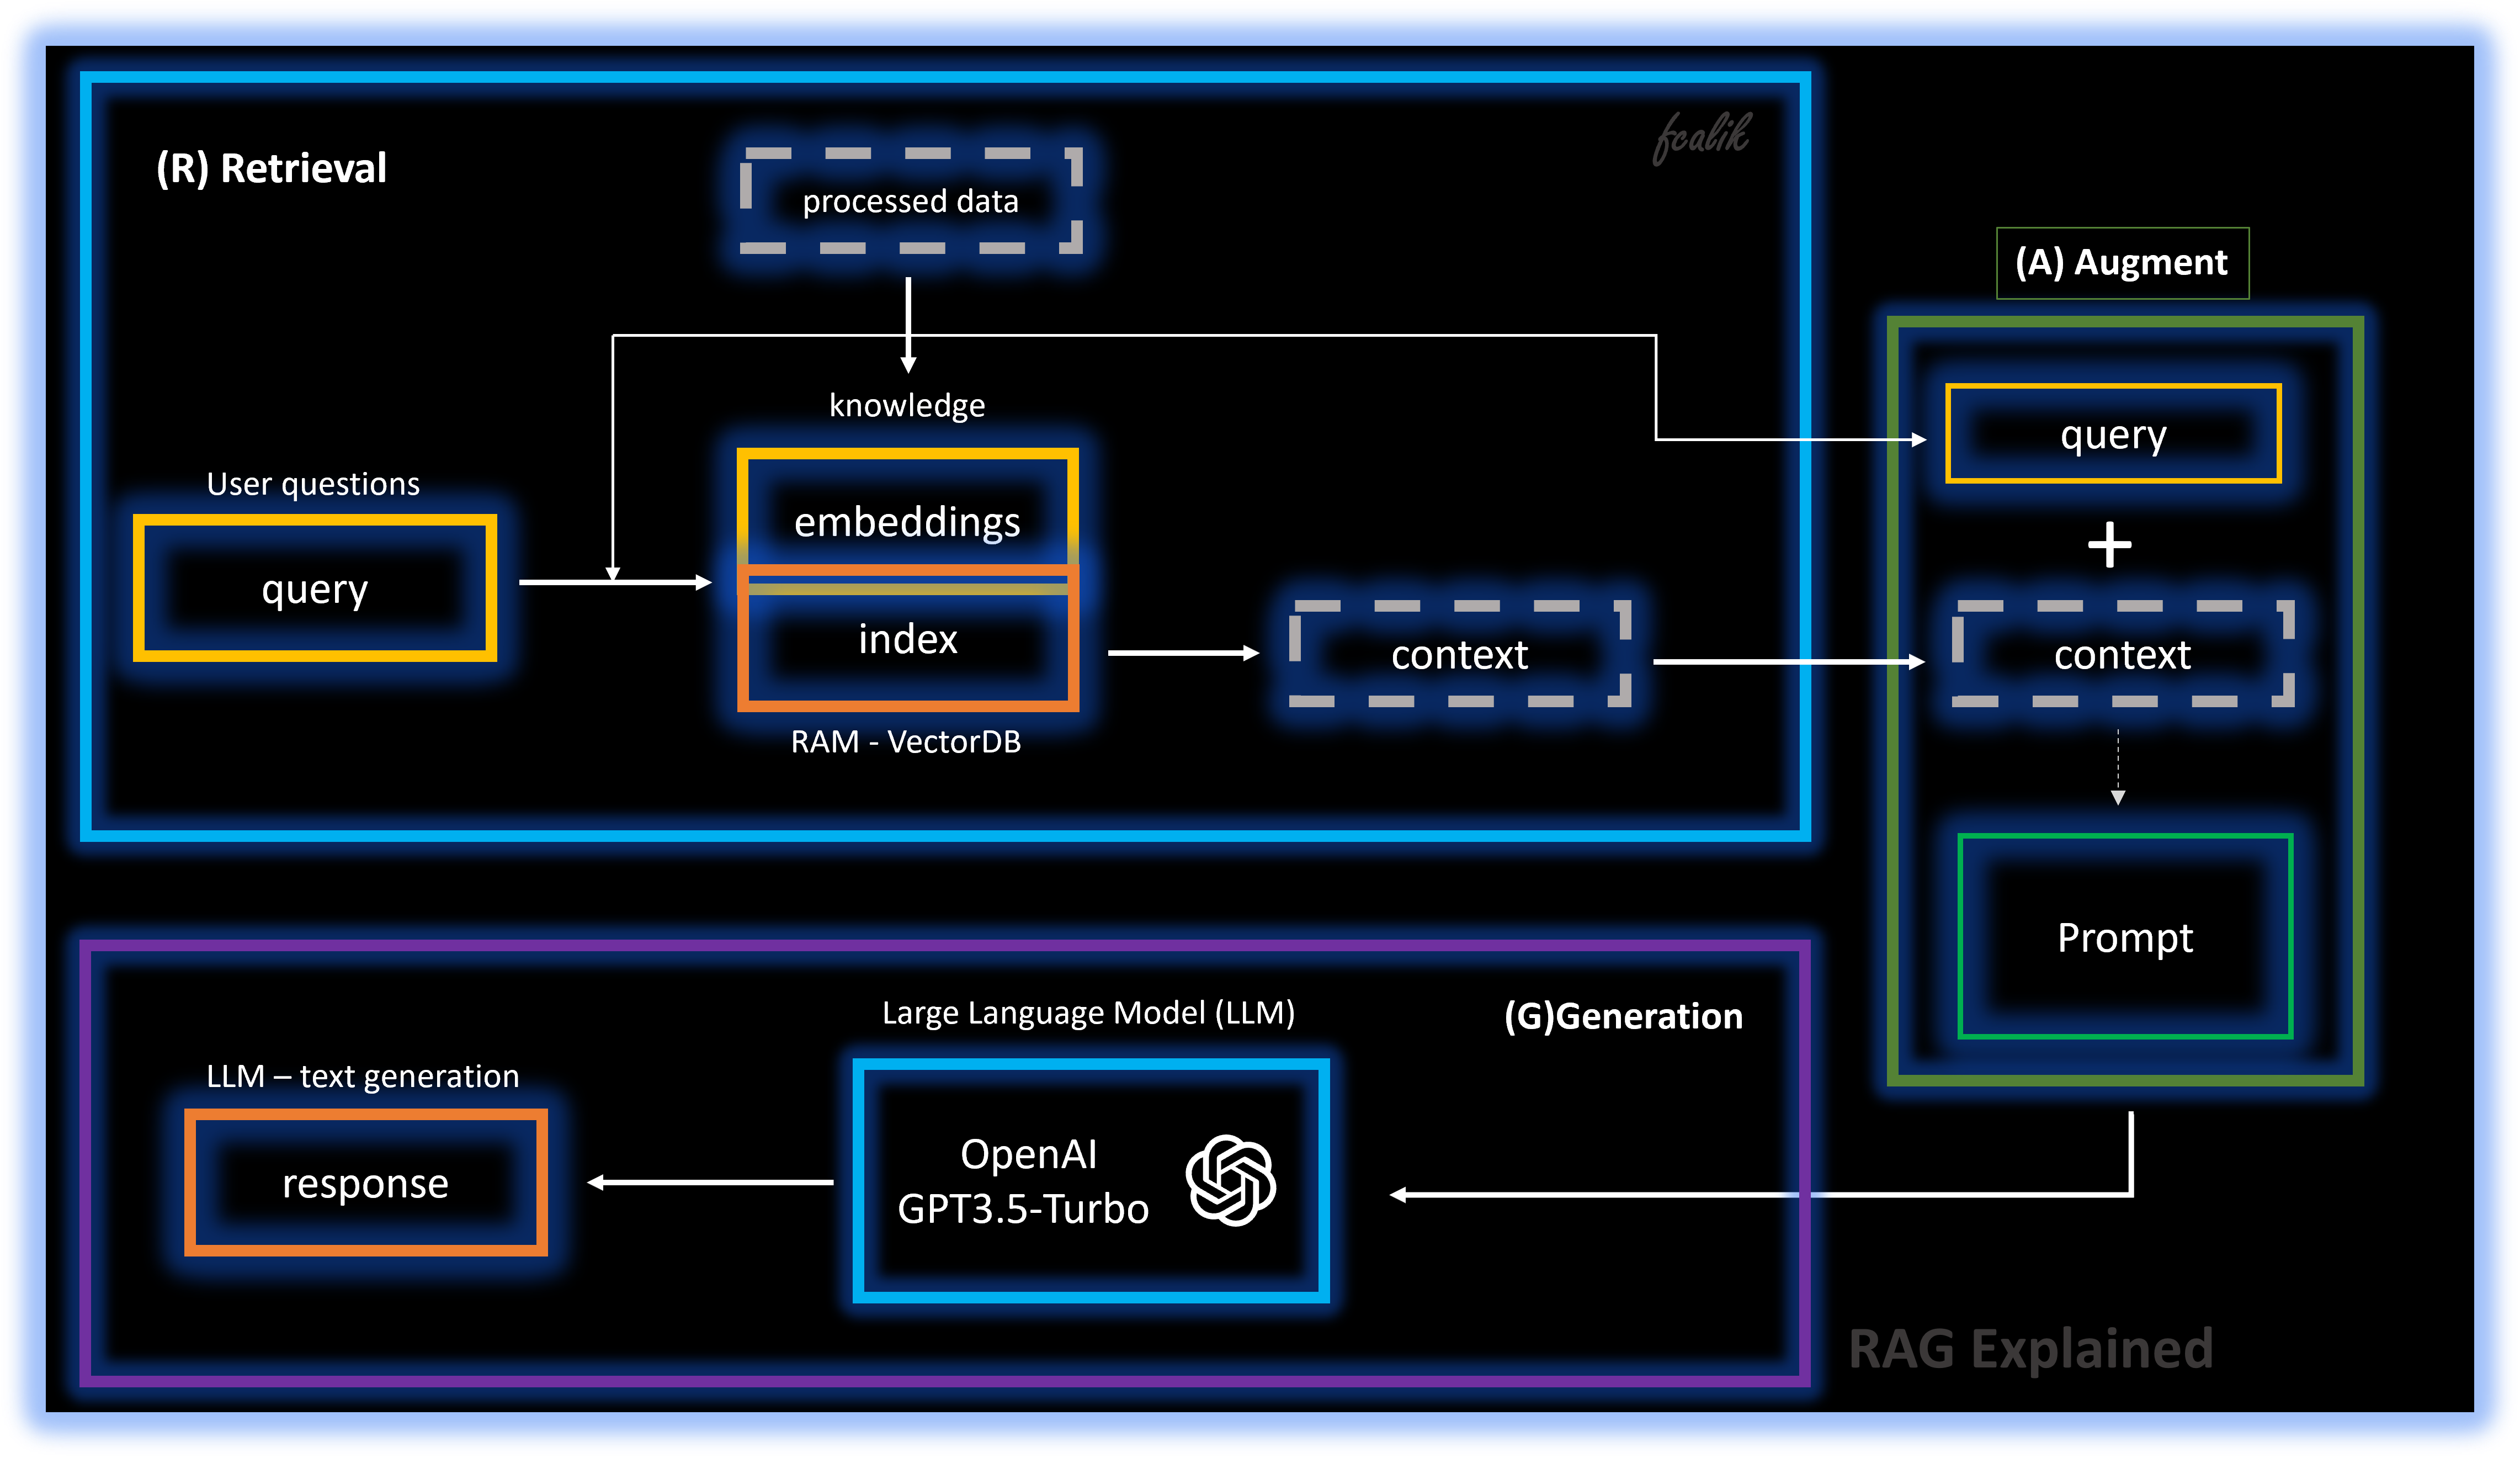 (R) Retrieval
fcalik
processed data
knowledge
User questions
query
embeddings
index
RAM - VectorDB
context
(A) Augment
query
+
context
Prompt
(G)Generation
Large Language Model (LLM)
OpenAI
GPT3.5-Turbo
LLM – text generation
response
RAG Explained